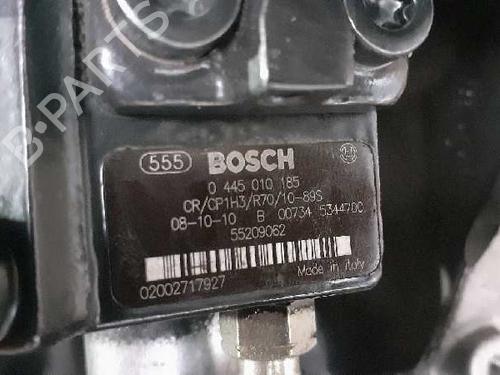 B-PARTS
555 BOSCH
0 445 010 185
CR/CP1H3/R70/10-89S
08-10-10 B 00734 534470C
55209062
Made in Italy
02002717927